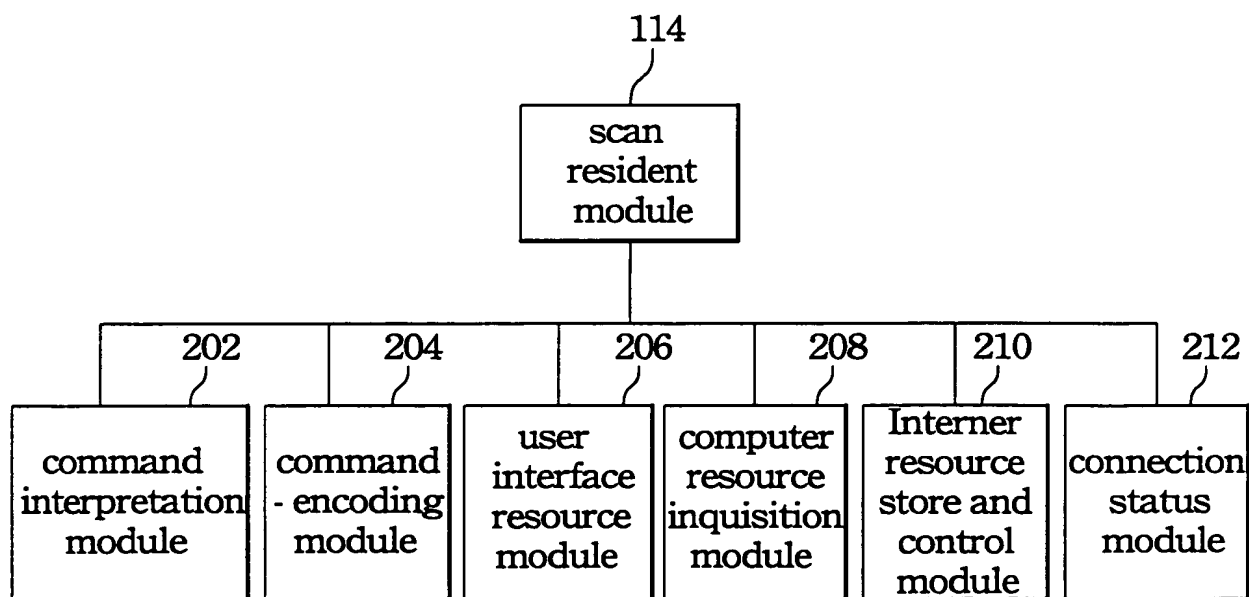 114
scan
resident
module
202
204
206
208
210
212
command
interpretation
module
command
- encoding
module
user
interface
resource
module
computer
resource
inquisition
module
Interner
resource
store and
control
module
connection
status
module